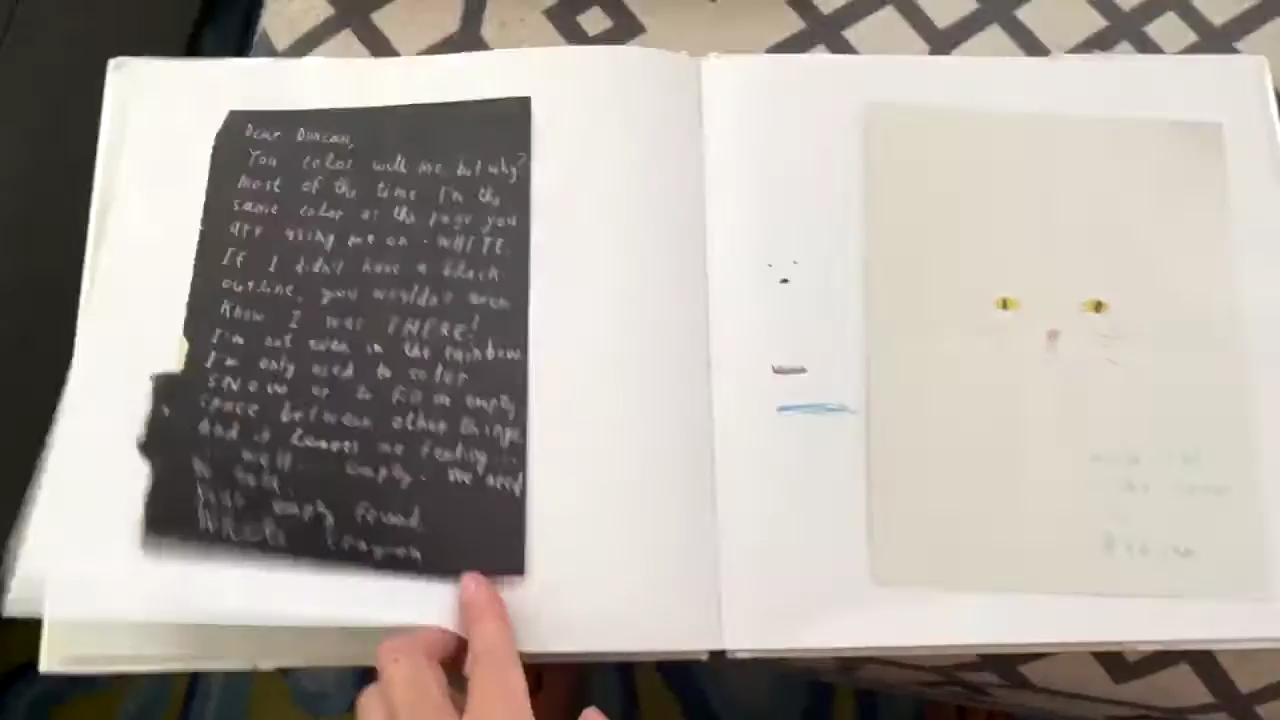 Dear Duncan,
You color with me, but why?
Most of the time I'm the
same color as the page you
are using me on - WHITE.
If I didn't have a black
outline, you wouldn't even
know I was THERE!
I'm not even in the rainbow.
I'm only used to color
SNOW or to fill in empty
space between other things.
And it leaves me feeling...
well... empty. We need
to talk.
Your empty friend,
White Crayon